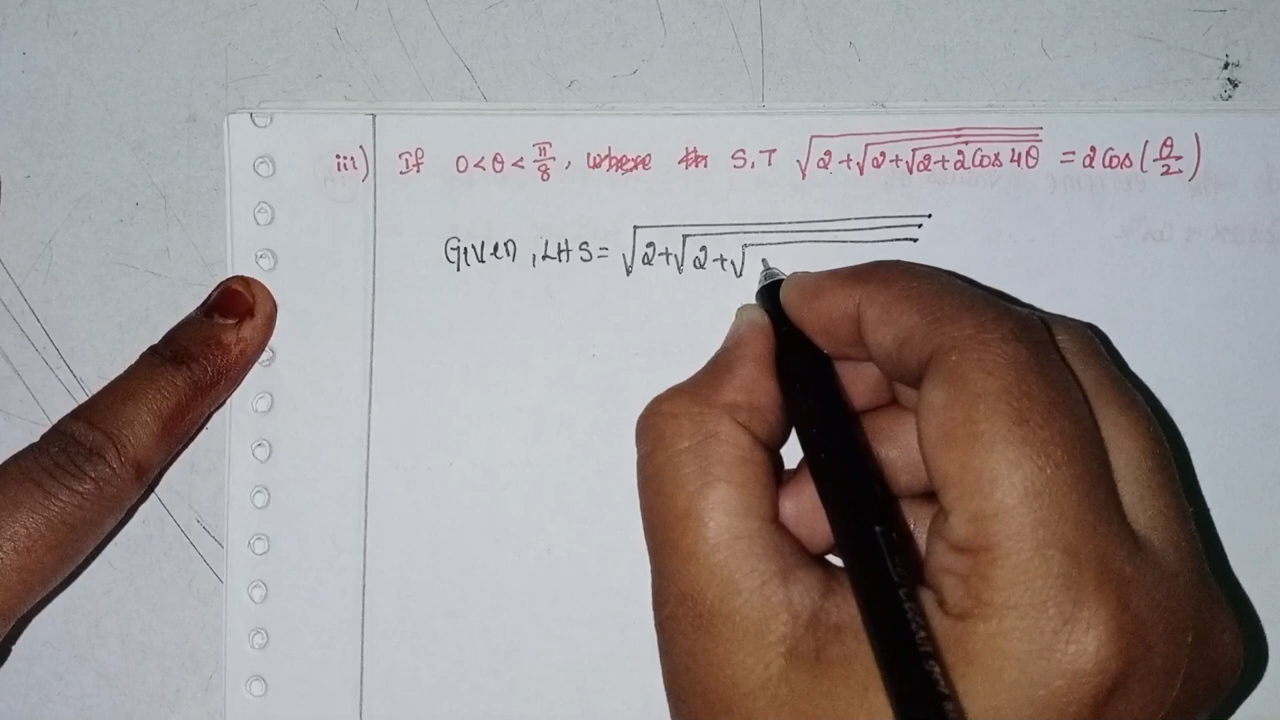 iii) If 0<θ<π/8, where S.T √2+√2+√2+2Cos4θ = 2Cos(θ/2)
Given, LHS = √2+√2+√